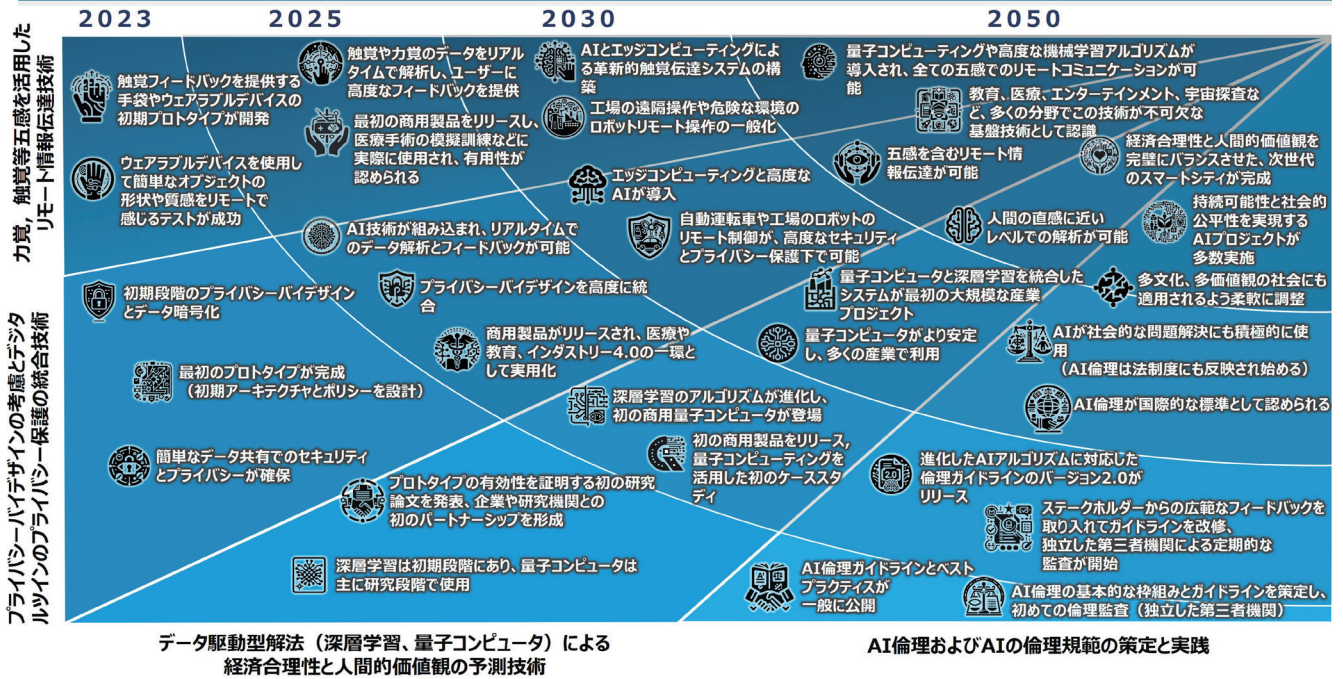 2023
2025
2030
2050
力覚，触覚等五感を活用した
リモート情報伝達技術
触覚フィードバックを提供する
手袋やウェアラブルデバイスの
初期プロトタイプが開発
ウェアラブルデバイスを使用し
て簡単なオブジェクトの
形状や質感をリモートで
感じるテストが成功
触覚や力覚のデータをリアル
タイムで解析し、ユーザーに
高度なフィードバックを提供
最初の商用製品をリリースし、
医療手術の模擬訓練などに
実際に使用され、有用性が
認められる
AI技術が組み込まれ、リアルタイムで
のデータ解析とフィードバックが可能
AIとエッジコンピューティングによ
る革新的触覚伝達システムの構
築
工場の遠隔操作や危険な環境の
ロボットリモート操作の一般化
エッジコンピューティングと高度な
AIが導入
自動運転車や工場のロボットの
リモート制御が、高度なセキュリティ
とプライバシー保護下で可能
量子コンピューティングや高度な機械学習アルゴリズムが
導入され、全ての五感でのリモートコミュニケーションが可
能
教育、医療、エンターテインメント、宇宙探査な
ど、多くの分野でこの技術が不可欠な
基盤技術として認識
五感を含むリモート情
報伝達が可能
経済合理性と人間的価値観を
完璧にバランスさせた、次世代
のスマートシティが完成
人間の直感に近い
レベルでの解析が可能
持続可能性と社会的
公平性を実現する
AIプロジェクトが
多数実施
プライバシーバイデザインの考慮とデジタ
ルツインのプライバシー保護の統合技術
初期段階のプライバシーバイデザイン
とデータ暗号化
プライバシーバイデザインを高度に統
合
量子コンピュータと深層学習を統合した
システムが最初の大規模な産業
プロジェクト
多文化、多価値観の社会にも
適用されるよう柔軟に調整
最初のプロトタイプが完成
（初期アーキテクチャとポリシーを設計）
商用製品がリリースされ、医療や
教育、インダストリー4.0の一環と
して実用化
量子コンピュータがより安定
し、多くの産業で利用
AIが社会的な問題解決にも積極的に使
用
（AI倫理は法制度にも反映され始める）
深層学習のアルゴリズムが進化し、
初の商用量子コンピュータが登場
AI倫理が国際的な標準として認められる
簡単なデータ共有でのセキュリティ
とプライバシーが確保
初の商用製品をリリース，
量子コンピューティングを
活用した初のケーススタ
ディ
2.0
進化したAIアルゴリズムに対応した
倫理ガイドラインのバージョン2.0が
リリース
プロトタイプの有効性を証明する初の研究
論文を発表、企業や研究機関との
初のパートナーシップを形成
ステークホルダーからの広範なフィードバックを
取り入れてガイドラインを改修、
独立した第三者機関による定期的な
監査が開始
深層学習は初期段階にあり、量子コンピュータは
主に研究段階で使用
AI倫理ガイドラインとベスト
プラクティスが
一般に公開
AI倫理の基本的な枠組みとガイドラインを策定し、
初めての倫理監査（独立した第三者機関）
データ駆動型解法（深層学習、量子コンピュータ）による
経済合理性と人間的価値観の予測技術
AI倫理およびAIの倫理規範の策定と実践